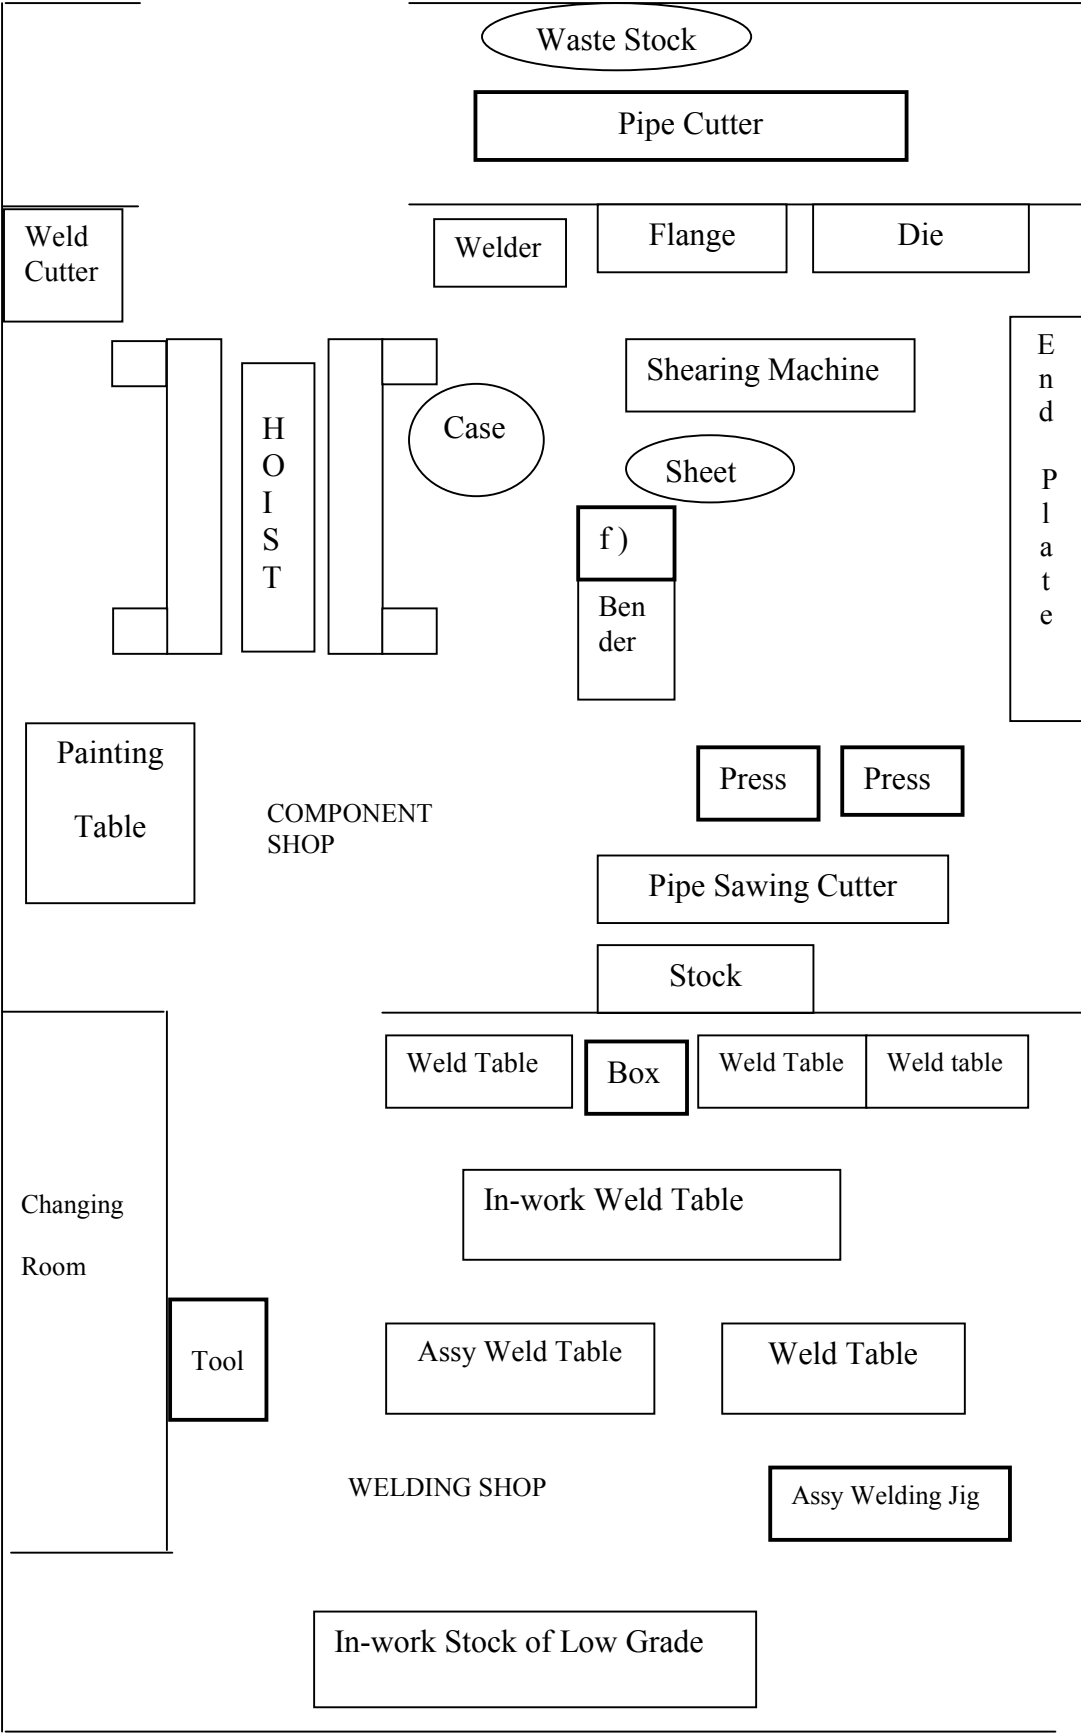 Waste Stock
Pipe Cutter
Weld
Cutter
Welder
Flange
Die
Shearing Machine
E
n
d
P
l
a
t
e
H
O
I
S
T
Case
Sheet
f )
Ben
der
Painting
Table
COMPONENT
SHOP
Press
Press
Pipe Sawing Cutter
Stock
Weld Table
Box
Weld Table
Weld table
Changing
Room
In-work Weld Table
Tool
Assy Weld Table
Weld Table
WELDING SHOP
Assy Welding Jig
In-work Stock of Low Grade